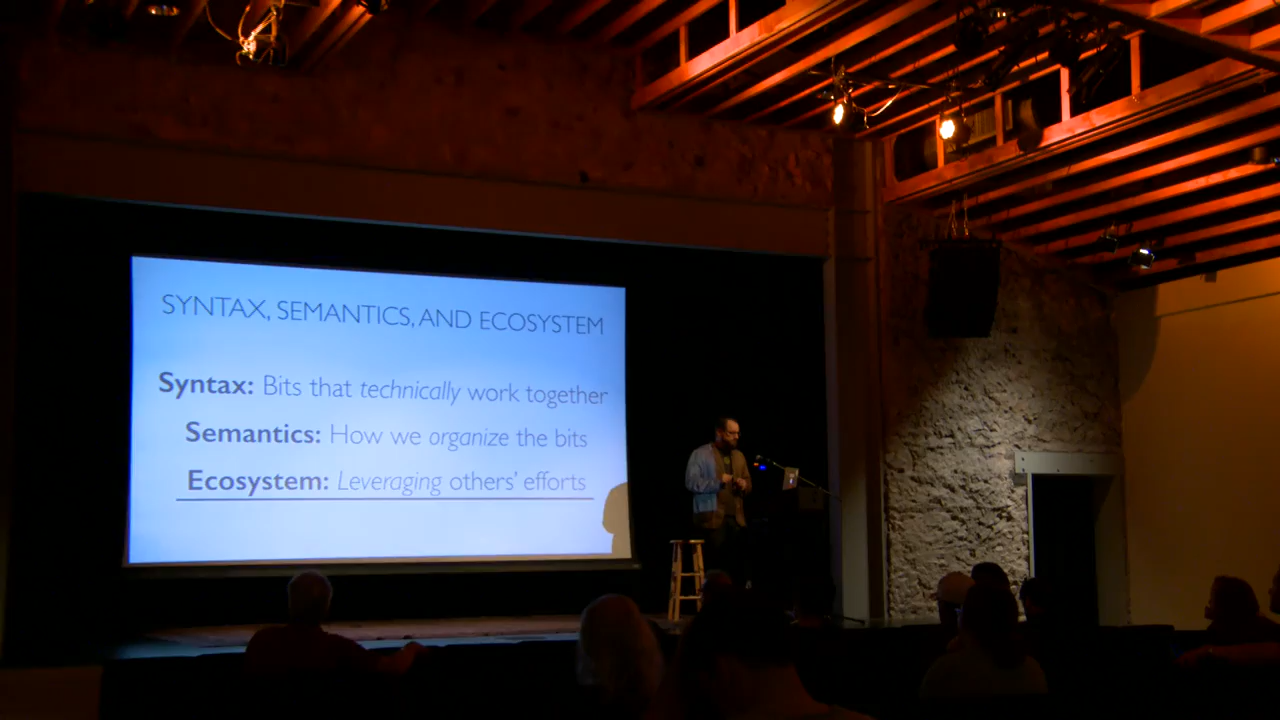 SYNTAX, SEMANTICS, AND ECOSYSTEM
Syntax: Bits that technically work together
Semantics: How we organize the bits
Ecosystem: Leveraging others' efforts